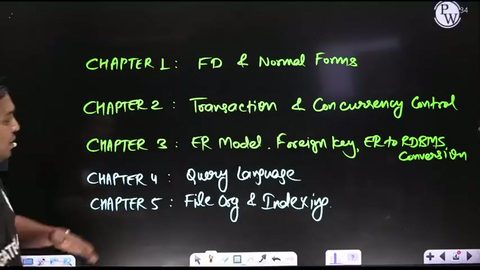 PW
34
CHAPTER 1 : FD & Normal Forms
CHAPTER 2 : Transaction & Concurrency Control
CHAPTER 3 : ER Model. Foreign key, ER to RDBMS
Conversion
CHAPTER 4 : Query Language
CHAPTER 5 : File Org & Indexing.